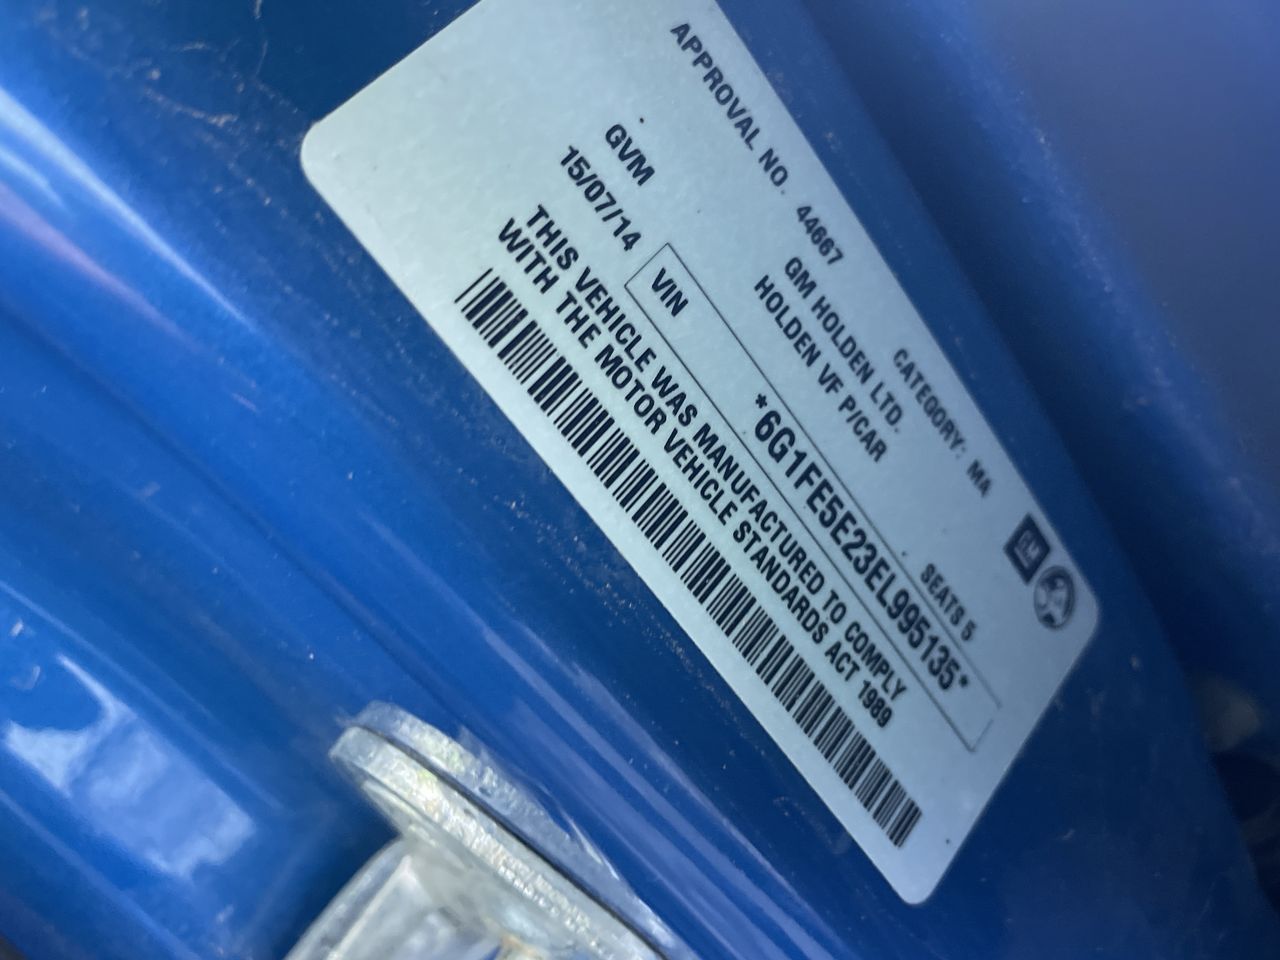 APPROVAL NO. 44667 CATEGORY: MA
GM HOLDEN LTD.
HOLDEN VF P/CAR
GM
GVM SEATS 5
15/07/14
VIN *6G1FE5E23EL995135*
THIS VEHICLE WAS MANUFACTURED TO COMPLY
WITH THE MOTOR VEHICLE STANDARDS ACT 1989